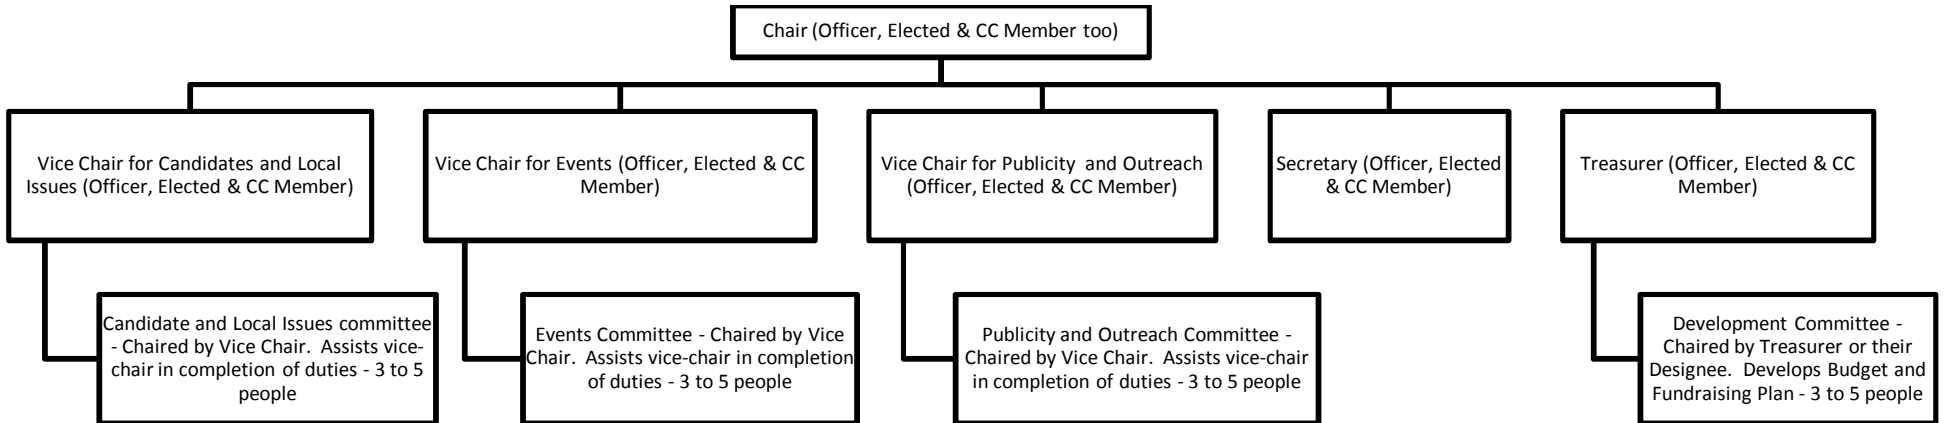 Chair (Officer, Elected & CC Member too)
Vice Chair for Candidates and Local
Issues (Officer, Elected & CC Member)
Vice Chair for Events (Officer, Elected & CC
Member)
Vice Chair for Publicity and Outreach
(Officer, Elected & CC Member)
Secretary (Officer, Elected
& CC Member)
Treasurer (Officer, Elected & CC
Member)
Candidate and Local Issues committee
- Chaired by Vice Chair. Assists vice-
chair in completion of duties - 3 to 5
people
Events Committee - Chaired by Vice
Chair. Assists vice-chair in completion
of duties - 3 to 5 people
Publicity and Outreach Committee -
Chaired by Vice Chair. Assists vice-chair
in completion of duties - 3 to 5 people
Development Committee -
Chaired by Treasurer or their
Designee. Develops Budget and
Fundraising Plan - 3 to 5 people